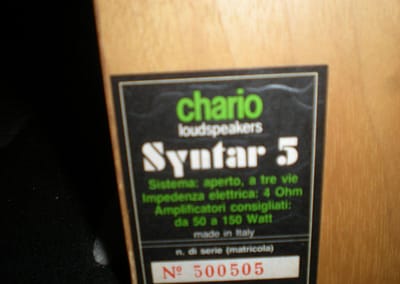 chario
loudspeakers
Syntar 5
Sistema: aperto, a tre vie
Impedenza elettrica: 4 Ohm
Amplificatori consigliati:
da 50 a 150 Watt
made in Italy
n. di serie (matricola)
Nº 500505